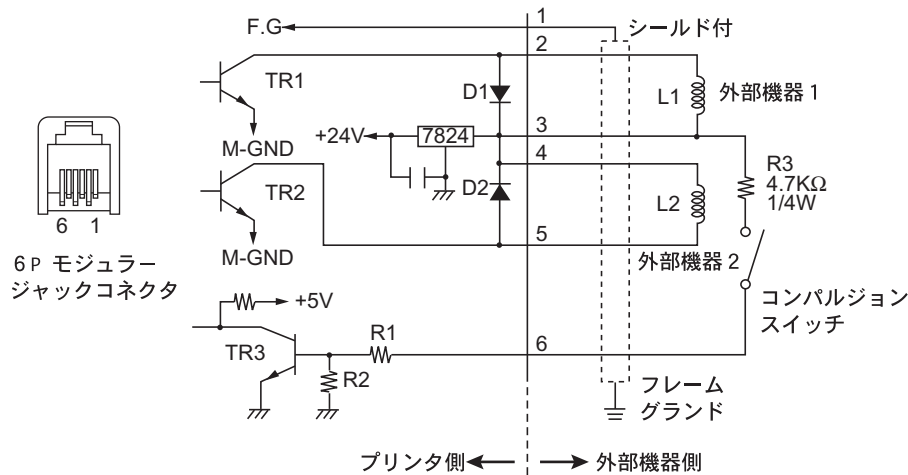 F.G
1
シールド付
2
TR1
D1
L1
外部機器 1
+24V
7824
3
M-GND
4
R3
4.7KΩ
1/4W
TR2
D2
L2
6 1
5
M-GND
外部機器 2
6P モジュラー
ジャックコネクタ
+5V
コンパルジョン
スイッチ
TR3
R1
6
R2
フレーム
グランド
プリンタ側
外部機器側